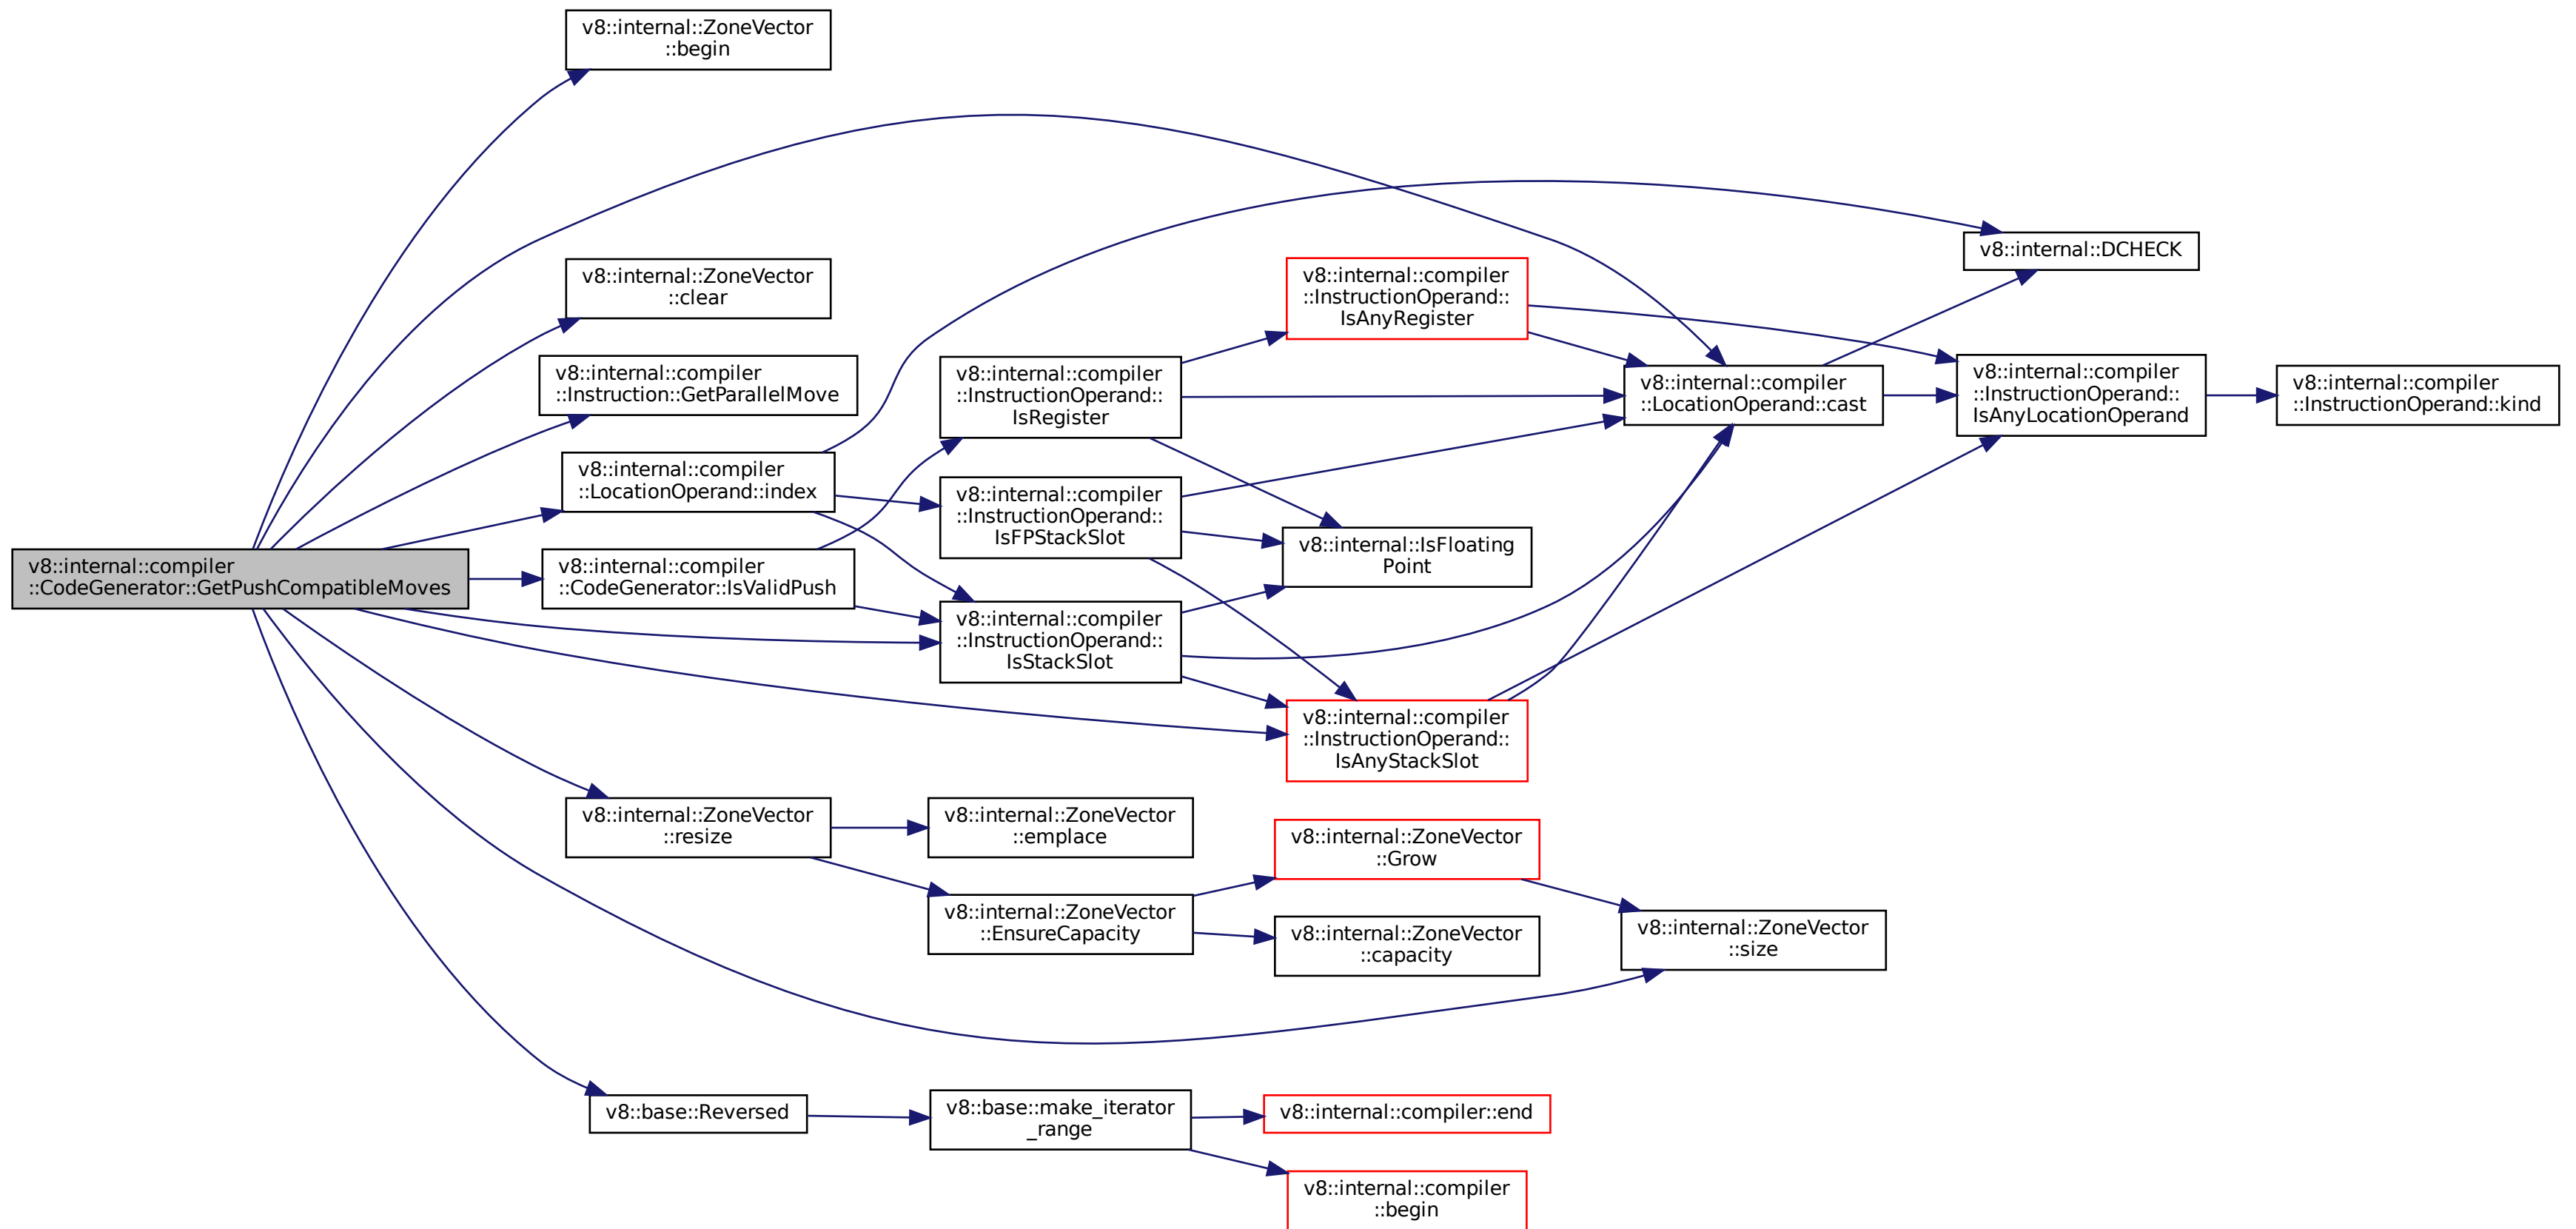 v8::internal::ZoneVector
::begin
v8::internal::DCHECK
v8::internal::ZoneVector
::clear
v8::internal::compiler
::InstructionOperand::
IsAnyRegister
v8::internal::compiler
::Instruction::GetParallelMove
v8::internal::compiler
::InstructionOperand::
IsRegister
v8::internal::compiler
::LocationOperand::cast
v8::internal::compiler
::InstructionOperand::
IsAnyLocationOperand
v8::internal::compiler
::InstructionOperand::kind
v8::internal::compiler
::LocationOperand::index
v8::internal::compiler
::InstructionOperand::
IsFPStackSlot
v8::internal::IsFloating
Point
v8::internal::compiler
::CodeGenerator::GetPushCompatibleMoves
v8::internal::compiler
::CodeGenerator::IsValidPush
v8::internal::compiler
::InstructionOperand::
IsStackSlot
v8::internal::compiler
::InstructionOperand::
IsAnyStackSlot
v8::internal::ZoneVector
::resize
v8::internal::ZoneVector
::emplace
v8::internal::ZoneVector
::Grow
v8::internal::ZoneVector
::EnsureCapacity
v8::internal::ZoneVector
::capacity
v8::internal::ZoneVector
::size
v8::base::Reversed
v8::base::make_iterator
_range
v8::internal::compiler::end
v8::internal::compiler
::begin